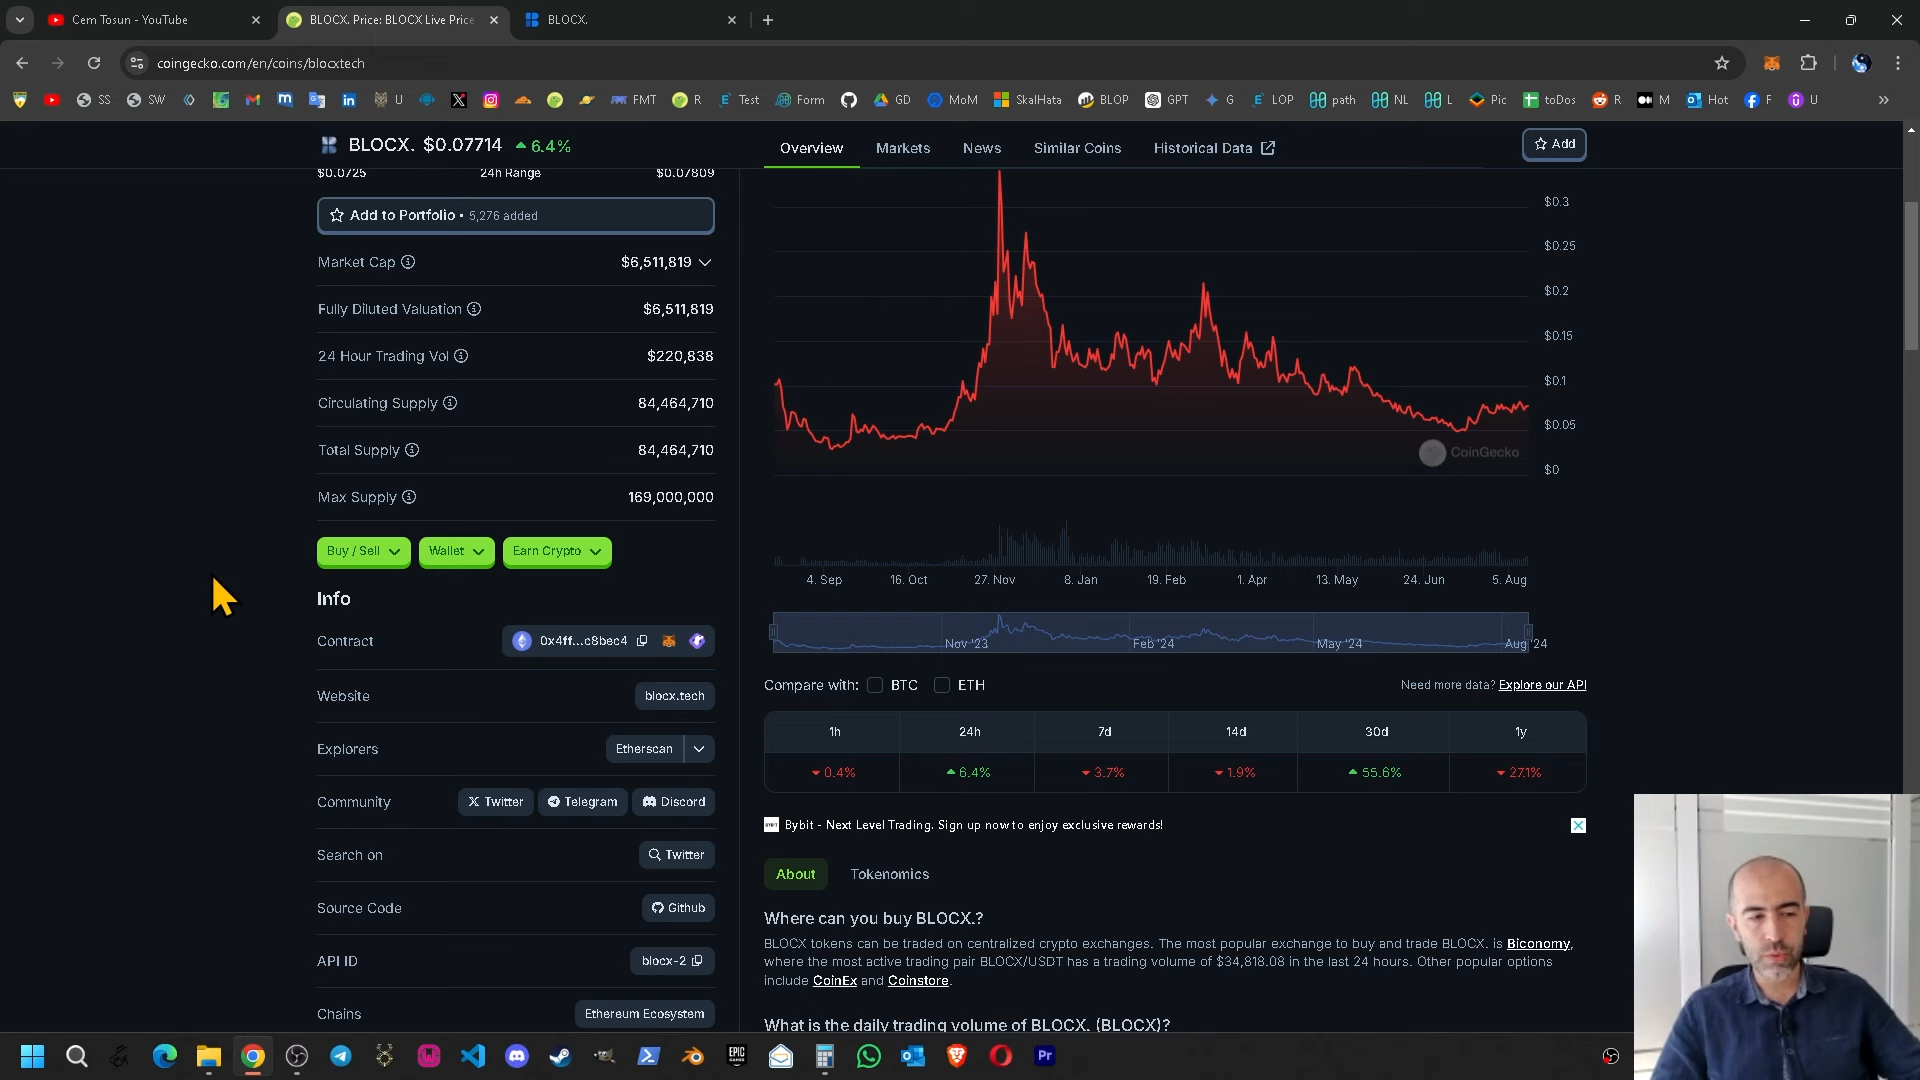 Cem Tosun - YouTube
BLOCX. Price: BLOCX Live Price
BLOCX.
coingecko.com/en/coins/blocxtech
SS
SW
U
FMT
R
Test
Form
GD
MoM
SkalHata
BLOP
GPT
G
LOP
path
NL
L
Pic
toDos
R
M
Hot
F
U
BLOCX. $0.07714 6.4%
Overview
Markets
News
Similar Coins
Historical Data
Add
$0.0725
24h Range
$0.07809
Add to Portfolio • 5,276 added
Market Cap
$6,511,819
Fully Diluted Valuation
$6,511,819
24 Hour Trading Vol
$220,838
Circulating Supply
84,464,710
Total Supply
84,464,710
Max Supply
169,000,000
Buy / Sell
Wallet
Earn Crypto
Info
Contract
0x4ff...c8bec4
Website
blocx.tech
Explorers
Etherscan
Community
Twitter
Telegram
Discord
Search on
Twitter
Source Code
Github
API ID
blocx-2
Chains
Ethereum Ecosystem
$0.3
$0.25
$0.2
$0.15
$0.1
$0.05
$0
CoinGecko
4. Sep
16. Oct
27. Nov
8. Jan
19. Feb
1. Apr
13. May
24. Jun
5. Aug
Nov '23
Feb '24
May '24
Aug '24
Compare with:
BTC
ETH
Need more data? Explore our API
1h
24h
7d
14d
30d
1y
0.4%
6.4%
3.7%
1.9%
55.6%
27.1%
Bybit - Next Level Trading. Sign up now to enjoy exclusive rewards!
About
Tokenomics
Where can you buy BLOCX.?
BLOCX tokens can be traded on centralized crypto exchanges. The most popular exchange to buy and trade BLOCX. is Biconomy,
where the most active trading pair BLOCX/USDT has a trading volume of $34,818.08 in the last 24 hours. Other popular options
include CoinEx and Coinstore.
What is the daily trading volume of BLOCX. (BLOCX)?